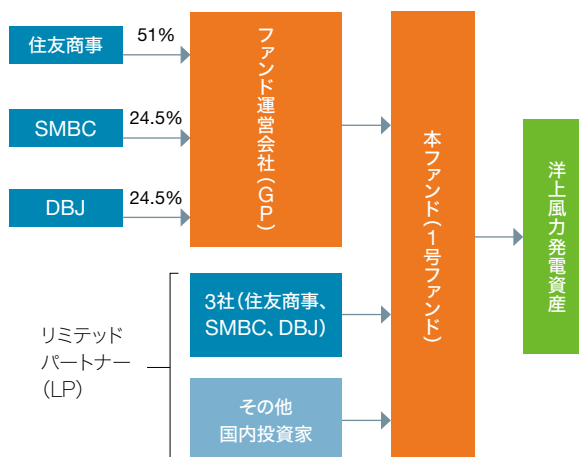 住友商事
51%
SMBC
24.5%
DBJ
24.5%
ファンド運営会社(GP)
リミテッド
パートナー
(LP)
3社(住友商事、
SMBC、DBJ)
その他
国内投資家
本ファンド(1号ファンド)
洋上風力発電資産